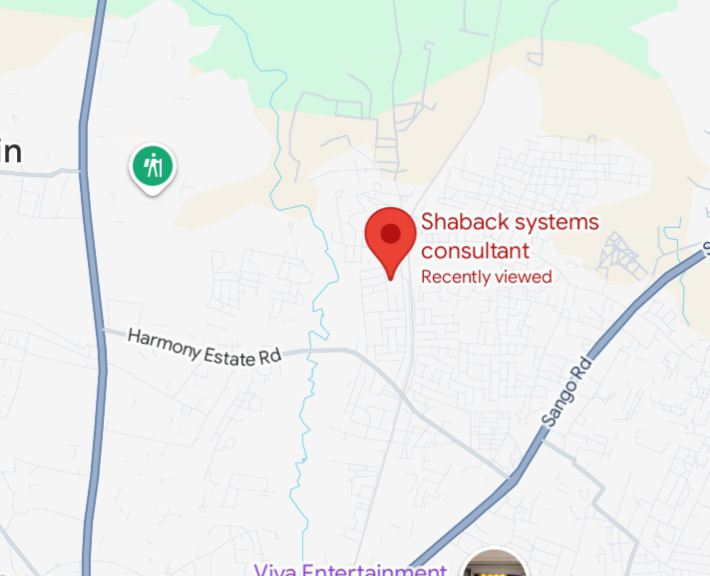 in
Shaback systems
consultant
Recently viewed
Harmony Estate Rd
Sango Rd
S
Viva Entertainment